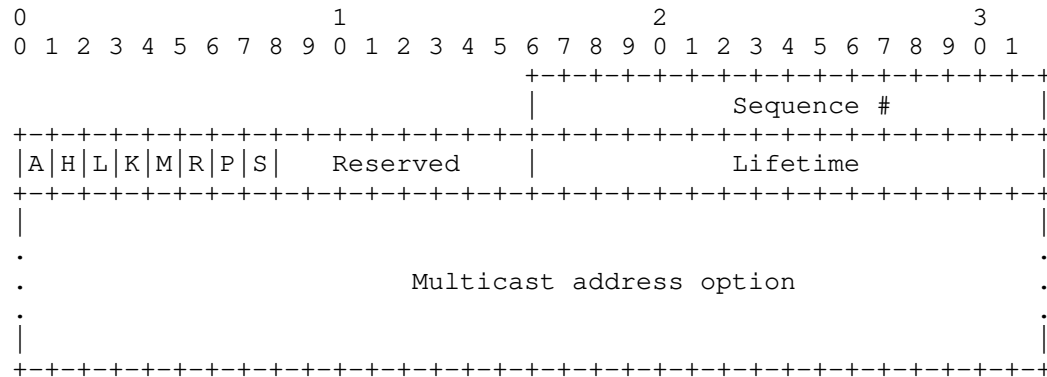 0                   1                   2                   3
0 1 2 3 4 5 6 7 8 9 0 1 2 3 4 5 6 7 8 9 0 1 2 3 4 5 6 7 8 9 0 1
                                +-+-+-+-+-+-+-+-+-+-+-+-+-+-+-+-+
                                |           Sequence #          |
+-+-+-+-+-+-+-+-+-+-+-+-+-+-+-+-+-+-+-+-+-+-+-+-+-+-+-+-+-+-+-+-+
|A|H|L|K|M|R|P|S|   Reserved    |            Lifetime           |
+-+-+-+-+-+-+-+-+-+-+-+-+-+-+-+-+-+-+-+-+-+-+-+-+-+-+-+-+-+-+-+-+
|                                                               |
.                                                               .
.                        Multicast address option               .
.                                                               .
|                                                               |
+-+-+-+-+-+-+-+-+-+-+-+-+-+-+-+-+-+-+-+-+-+-+-+-+-+-+-+-+-+-+-+-+